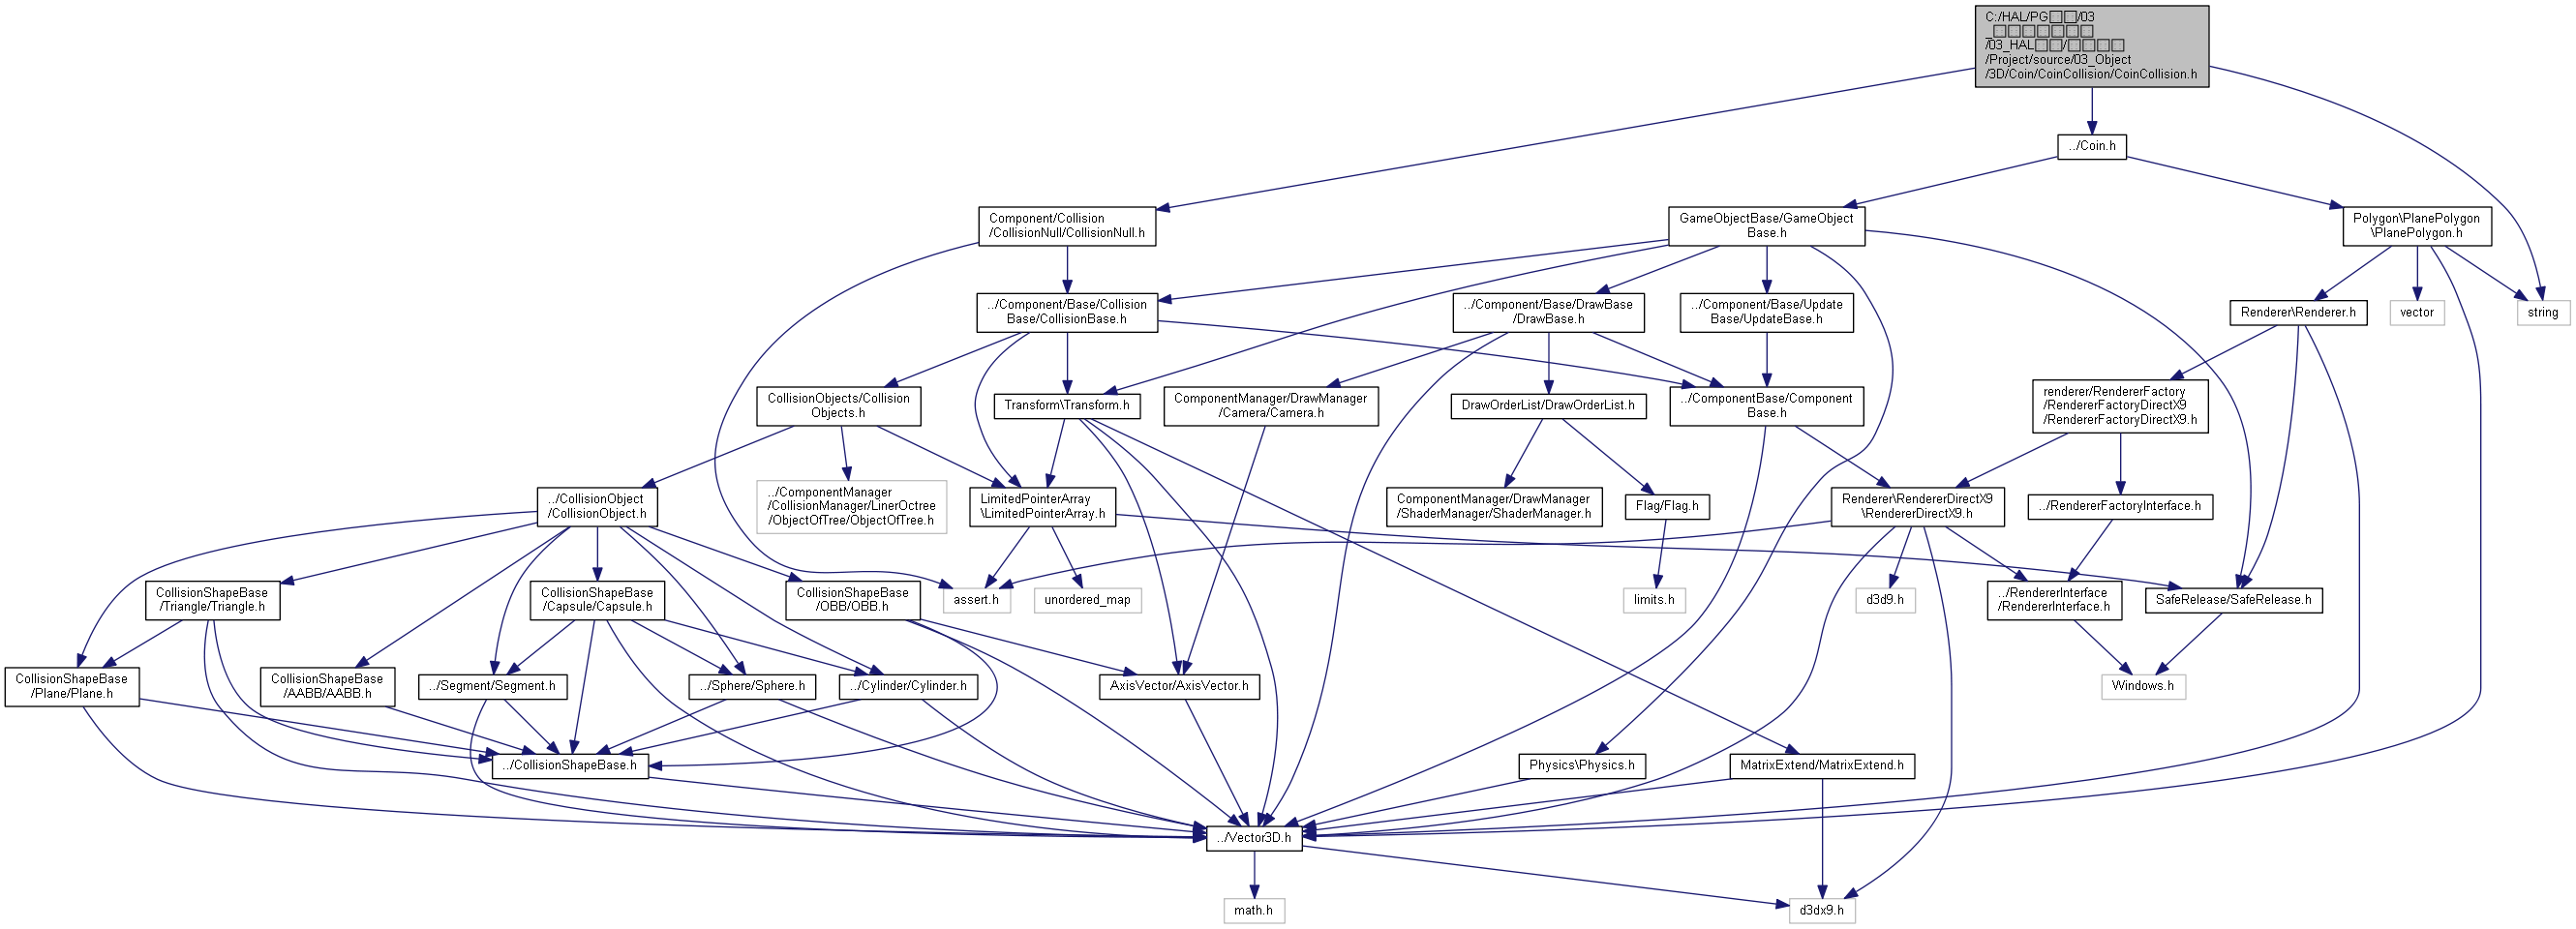 C:/HAL/PG□□/03
_□□□□□□□
/03_HAL□□/□□□□
/Project/source/03_Object
/3D/Coin/CoinCollision/CoinCollision.h
../Coin.h
Component/Collision
/CollisionNull/CollisionNull.h
GameObjectBase/GameObject
Base.h
Polygon\PlanePolygon
\PlanePolygon.h
../Component/Base/Collision
Base/CollisionBase.h
../Component/Base/DrawBase
/DrawBase.h
../Component/Base/Update
Base/UpdateBase.h
Renderer\Renderer.h
vector
string
CollisionObjects/Collision
Objects.h
Transform\Transform.h
ComponentManager/DrawManager
/Camera/Camera.h
DrawOrderList/DrawOrderList.h
../ComponentBase/Component
Base.h
renderer/RendererFactory
/RendererFactoryDirectX9
/RendererFactoryDirectX9.h
../CollisionObject
/CollisionObject.h
../ComponentManager
/CollisionManager/LinerOctree
/ObjectOfTree/ObjectOfTree.h
LimitedPointerArray
\LimitedPointerArray.h
ComponentManager/DrawManager
/ShaderManager/ShaderManager.h
Flag/Flag.h
Renderer\RendererDirectX9
\RendererDirectX9.h
../RendererFactoryInterface.h
CollisionShapeBase
/Triangle/Triangle.h
CollisionShapeBase
/Capsule/Capsule.h
CollisionShapeBase
/OBB/OBB.h
assert.h
unordered_map
limits.h
d3d9.h
../RendererInterface
/RendererInterface.h
SafeRelease/SafeRelease.h
CollisionShapeBase
/Plane/Plane.h
CollisionShapeBase
/AABB/AABB.h
../Segment/Segment.h
../Sphere/Sphere.h
../Cylinder/Cylinder.h
AxisVector/AxisVector.h
Windows.h
../CollisionShapeBase.h
Physics\Physics.h
MatrixExtend/MatrixExtend.h
../Vector3D.h
math.h
d3dx9.h